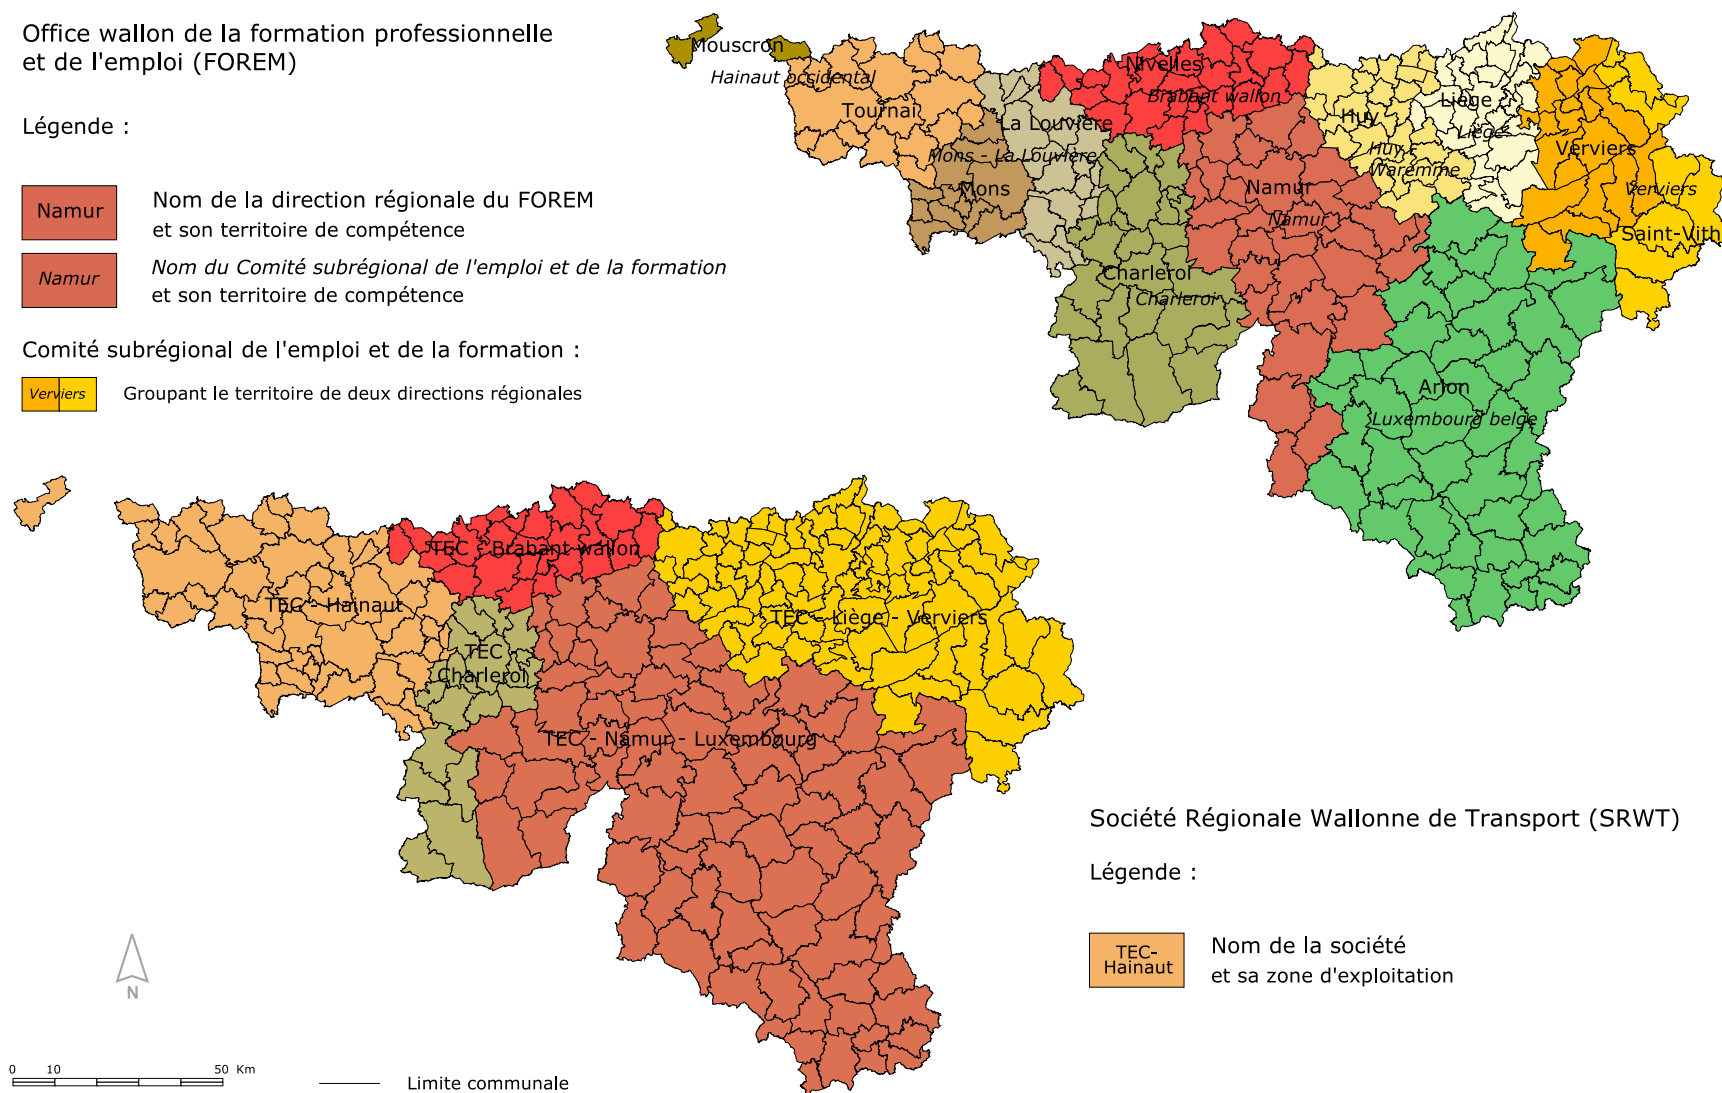 Office wallon de la formation professionnelle
et de l'emploi (FOREM)
Légende :
Namur
Nom de la direction régionale du FOREM
et son territoire de compétence
Namur
Nom du Comité subrégional de l'emploi et de la formation
et son territoire de compétence
Comité subrégional de l'emploi et de la formation :
Verviers
Groupant le territoire de deux directions régionales
Mouscron
Hainaut occidental
Tournai
Nivelles
Brabant wallon
La Louvière
Mons - La Louvière
Mons
Charleroi
Charleroi
Namur
Namur
Huy
Huy -
Waremme
Liège
Liège
Verviers
Verviers
Saint-Vith
Arlon
Luxembourg belge
TEC - Brabant wallon
TEC - Hainaut
TEC
Charleroi
TEC - Liège - Verviers
TEC - Namur - Luxembourg
Société Régionale Wallonne de Transport (SRWT)
Légende :
TEC-
Hainaut
Nom de la société
et sa zone d'exploitation
N
0 10 50 Km
Limite communale